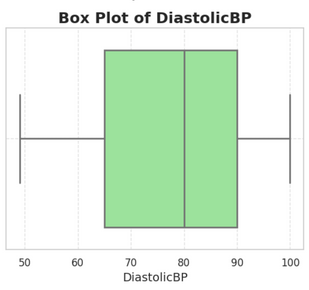 Box Plot of DiastolicBP
50 60 70 80 90 100
DiastolicBP